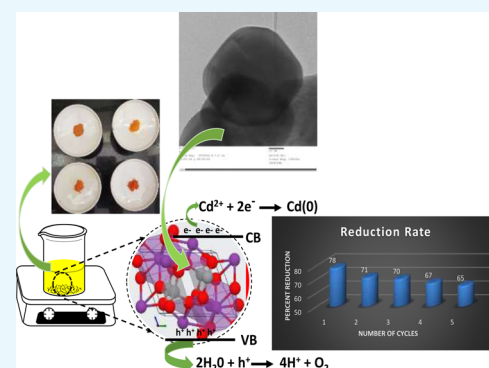 Cd²⁺ + 2e⁻ → Cd(0)
e- e- e- e-
CB
h⁺ h⁺ h⁺ h⁺
VB
2H₂0 + h⁺ → 4H⁺ + O₂
Reduction Rate
PERCENT REDUCTION
80
70
60
50
78
71
70
67
65
1 2 3 4 5
NUMBER OF CYCLES